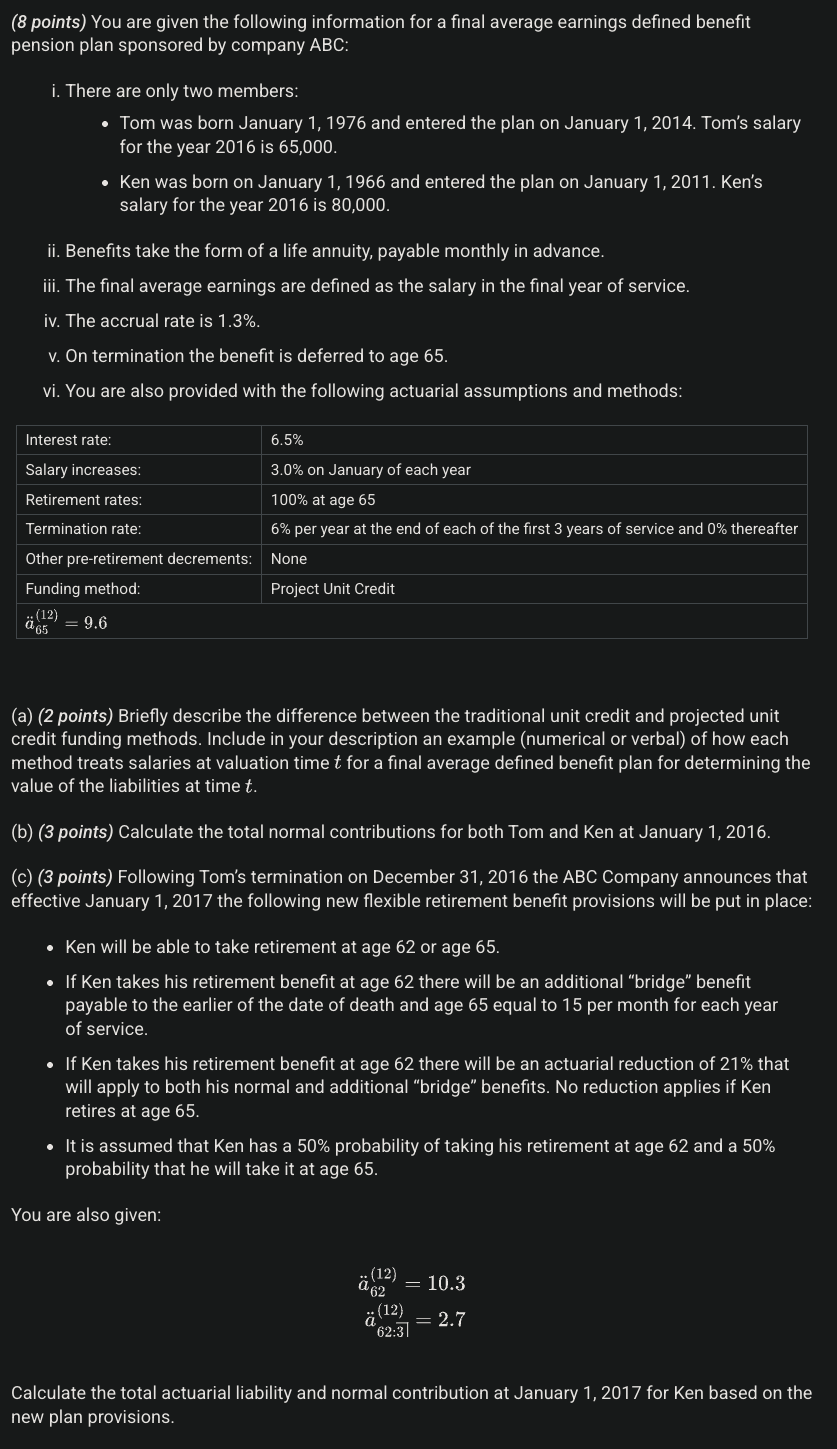 (8 points) You are given the following information for a final average earnings defined benefit
pension plan sponsored by company ABC:
i. There are only two members:
• Tom was born January 1, 1976 and entered the plan on January 1, 2014. Tom's salary
for the year 2016 is 65,000.
• Ken was born on January 1, 1966 and entered the plan on January 1, 2011. Ken's
salary for the year 2016 is 80,000.
ii. Benefits take the form of a life annuity, payable monthly in advance.
iii. The final average earnings are defined as the salary in the final year of service.
iv. The accrual rate is 1.3%.
v. On termination the benefit is deferred to age 65.
vi. You are also provided with the following actuarial assumptions and methods:
Interest rate: 6.5%
Salary increases: 3.0% on January of each year
Retirement rates: 100% at age 65
Termination rate: 6% per year at the end of each of the first 3 years of service and 0% thereafter
Other pre-retirement decrements: None
Funding method: Project Unit Credit
ä_{65}^{(12)} = 9.6
(a) (2 points) Briefly describe the difference between the traditional unit credit and projected unit
credit funding methods. Include in your description an example (numerical or verbal) of how each
method treats salaries at valuation time t for a final average defined benefit plan for determining the
value of the liabilities at time t.
(b) (3 points) Calculate the total normal contributions for both Tom and Ken at January 1, 2016.
(c) (3 points) Following Tom's termination on December 31, 2016 the ABC Company announces that
effective January 1, 2017 the following new flexible retirement benefit provisions will be put in place:
• Ken will be able to take retirement at age 62 or age 65.
• If Ken takes his retirement benefit at age 62 there will be an additional “bridge” benefit
payable to the earlier of the date of death and age 65 equal to 15 per month for each year
of service.
• If Ken takes his retirement benefit at age 62 there will be an actuarial reduction of 21% that
will apply to both his normal and additional “bridge” benefits. No reduction applies if Ken
retires at age 65.
• It is assumed that Ken has a 50% probability of taking his retirement at age 62 and a 50%
probability that he will take it at age 65.
You are also given:
ä_{62}^{(12)} = 10.3
ä_{62:3̅|}^{(12)} = 2.7
Calculate the total actuarial liability and normal contribution at January 1, 2017 for Ken based on the
new plan provisions.